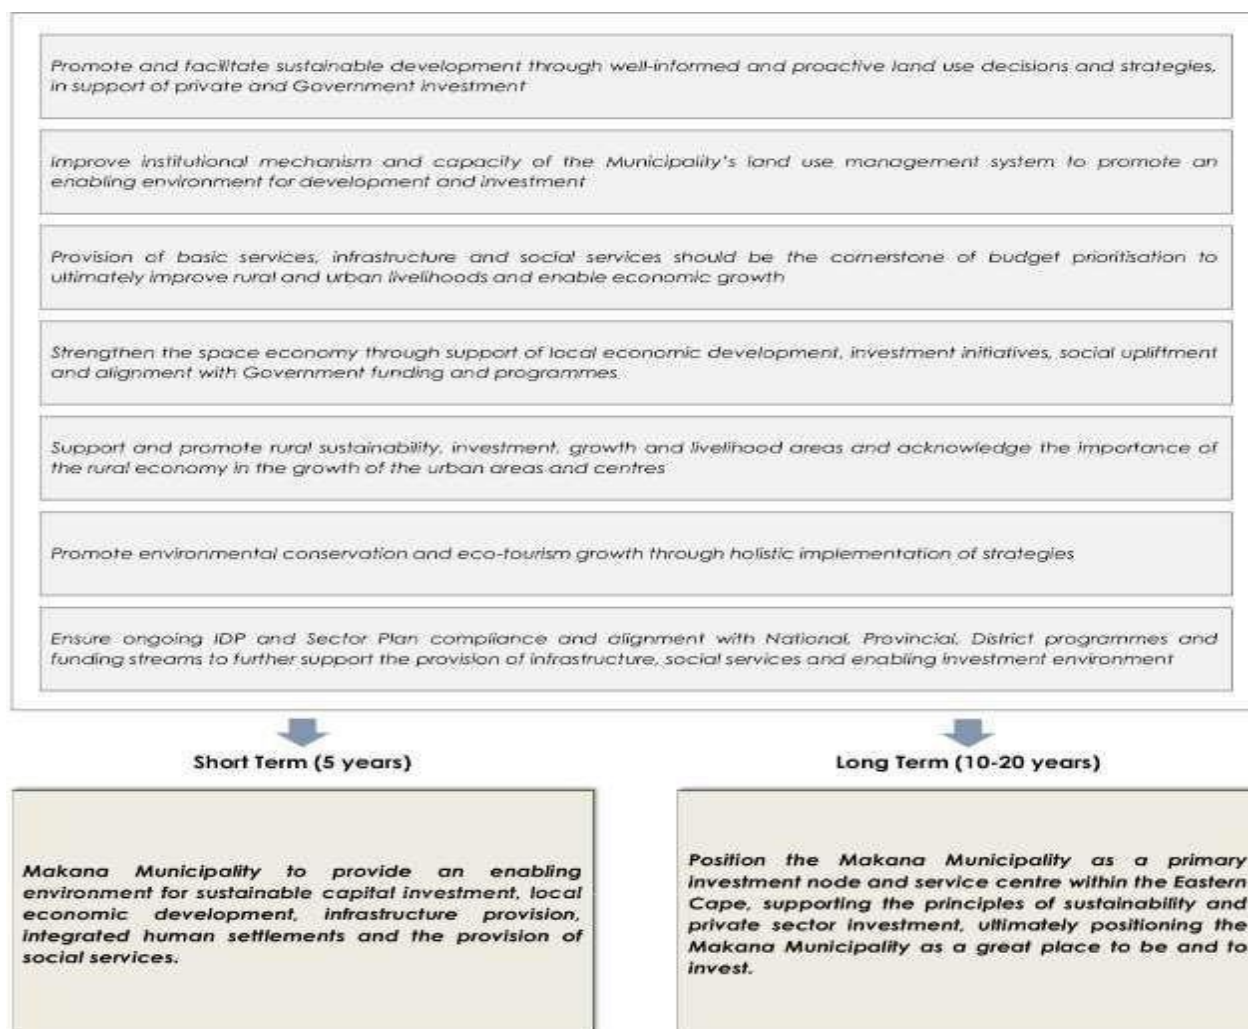 Promote and facilitate sustainable development through well-informed and proactive land use decisions and strategies,
in support of private and Government investment
Improve institutional mechanism and capacity of the Municipality's land use management system to promote an
enabling environment for development and investment
Provision of basic services, infrastructure and social services should be the cornerstone of budget prioritisation to
ultimately improve rural and urban livelihoods and enable economic growth
Strengthen the space economy through support of local economic development, investment initiatives, social upliftment
and alignment with Government funding and programmes.
Support and promote rural sustainability, investment, growth and livelihood areas and acknowledge the importance of
the rural economy in the growth of the urban areas and centres
Promote environmental conservation and eco-tourism growth through holistic implementation of strategies
Ensure ongoing IDP and Sector Plan compliance and alignment with National, Provincial, District programmes and
funding streams to further support the provision of infrastructure, social services and enabling investment environment
Short Term (5 years)
Makana Municipality to provide an enabling
environment for sustainable capital investment, local
economic development, infrastructure provision,
integrated human settlements and the provision of
social services.
Long Term (10-20 years)
Position the Makana Municipality as a primary
investment node and service centre within the Eastern
Cape, supporting the principles of sustainability and
private sector investment, ultimately positioning the
Makana Municipality as a great place to be and to
invest.